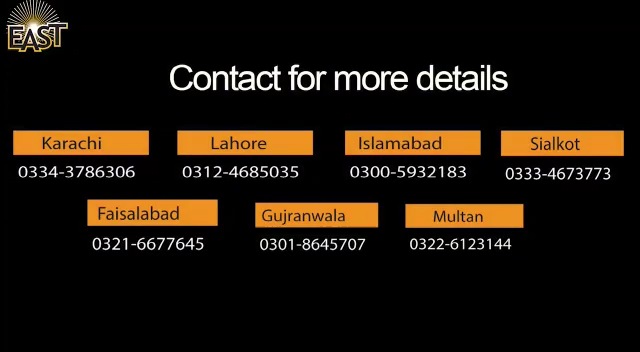 EAST
Contact for more details
Karachi Lahore Islamabad Sialkot
0334-3786306 0312-4685035 0300-5932183 0333-4673773
Faisalabad Gujranwala Multan
0321-6677645 0301-8645707 0322-6123144